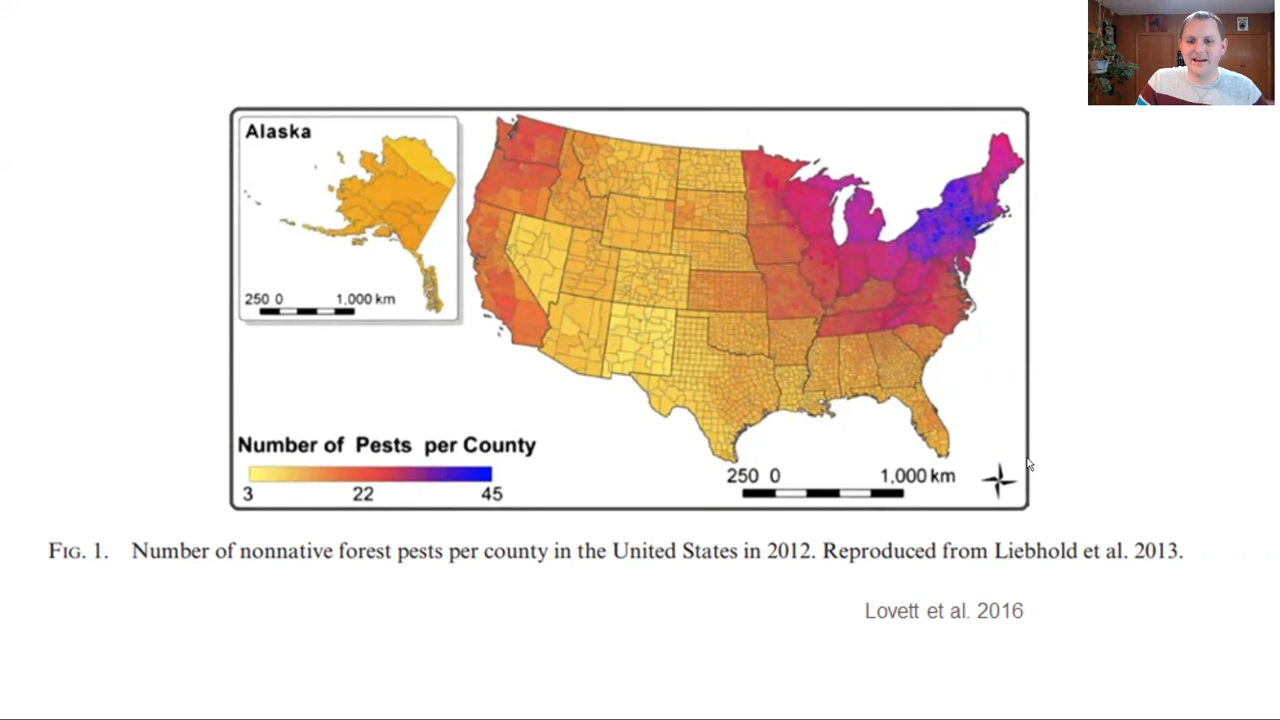 Alaska
250 0 1,000 km
Number of Pests per County
3 22 45
250 0 1,000 km
FIG. 1. Number of nonnative forest pests per county in the United States in 2012. Reproduced from Liebhold et al. 2013.
Lovett et al. 2016